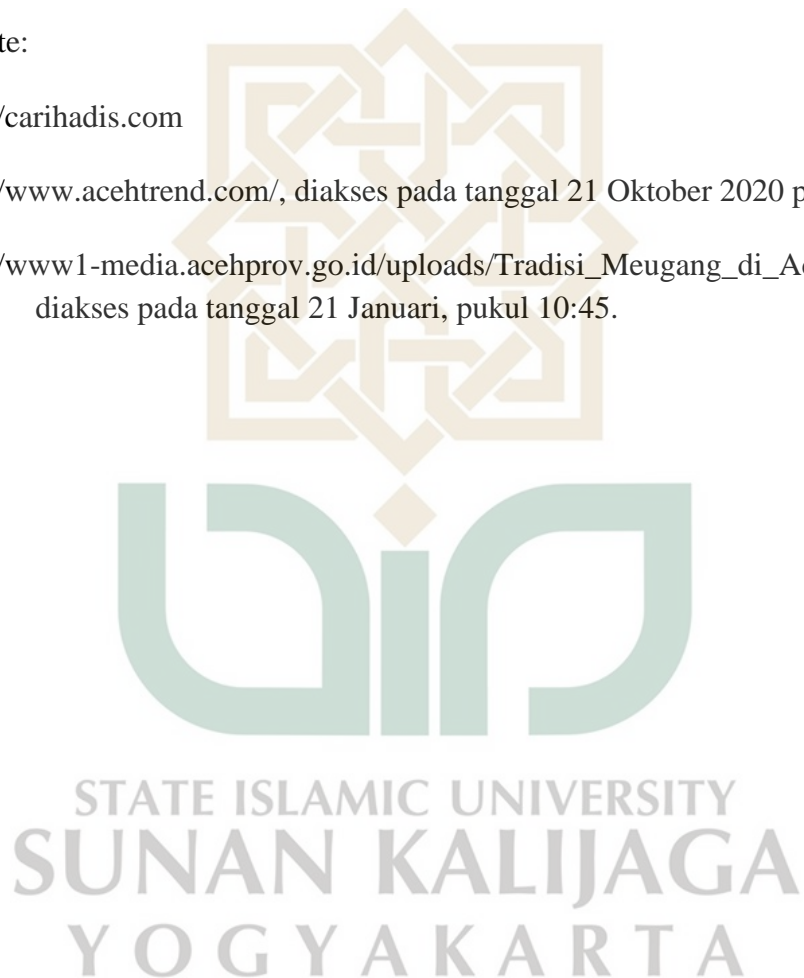 te:
/carihadis.com
/www.acehtrend.com/, diakses pada tanggal 21 Oktober 2020 p
/www1-media.acehprov.go.id/uploads/Tradisi_Meugang_di_A
diakses pada tanggal 21 Januari, pukul 10:45.
STATE ISLAMIC UNIVERSITY
SUNAN KALIJAGA
YOGYAKARTA